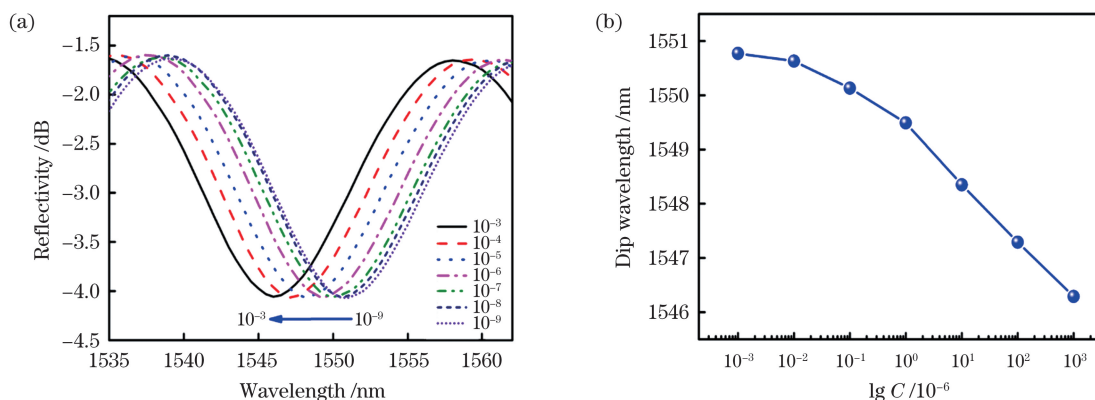 (a)
Reflectivity /dB
−1.5
−2.0
−2.5
−3.0
−3.5
−4.0
−4.5
1535 1540 1545 1550 1555 1560
Wavelength /nm
10⁻³
10⁻⁴
10⁻⁵
10⁻⁶
10⁻⁷
10⁻⁸
10⁻⁹
10⁻³ 10⁻⁹
(b)
Dip wavelength /nm
1551
1550
1549
1548
1547
1546
10⁻³ 10⁻² 10⁻¹ 10⁰ 10¹ 10² 10³
lg C /10⁻⁶